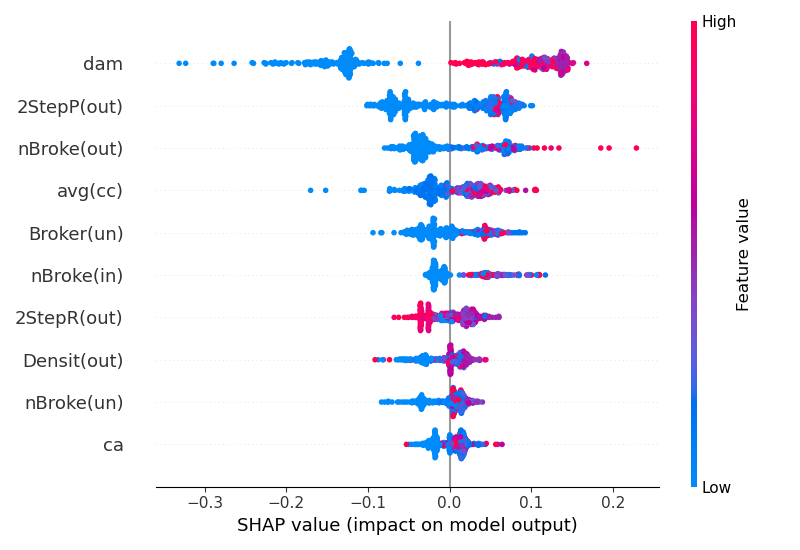 High
dam
2StepP(out)
nBroke(out)
avg(cc)
Broker(un)
nBroke(in)
2StepR(out)
Densit(out)
nBroke(un)
ca
Feature value
Low
−0.3 −0.2 −0.1 0.0 0.1 0.2
SHAP value (impact on model output)